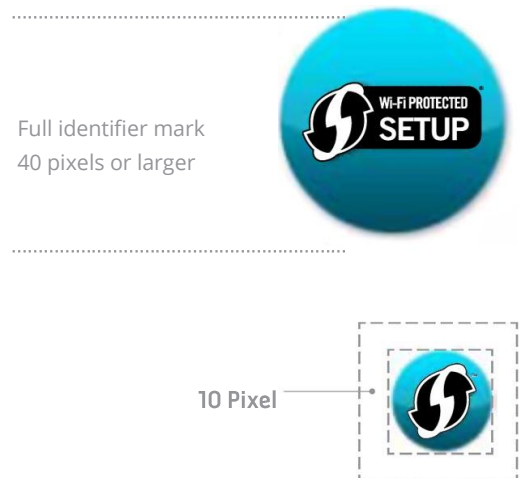 Wi-Fi PROTECTED
SETUP
Full identifier mark
40 pixels or larger
10 Pixel